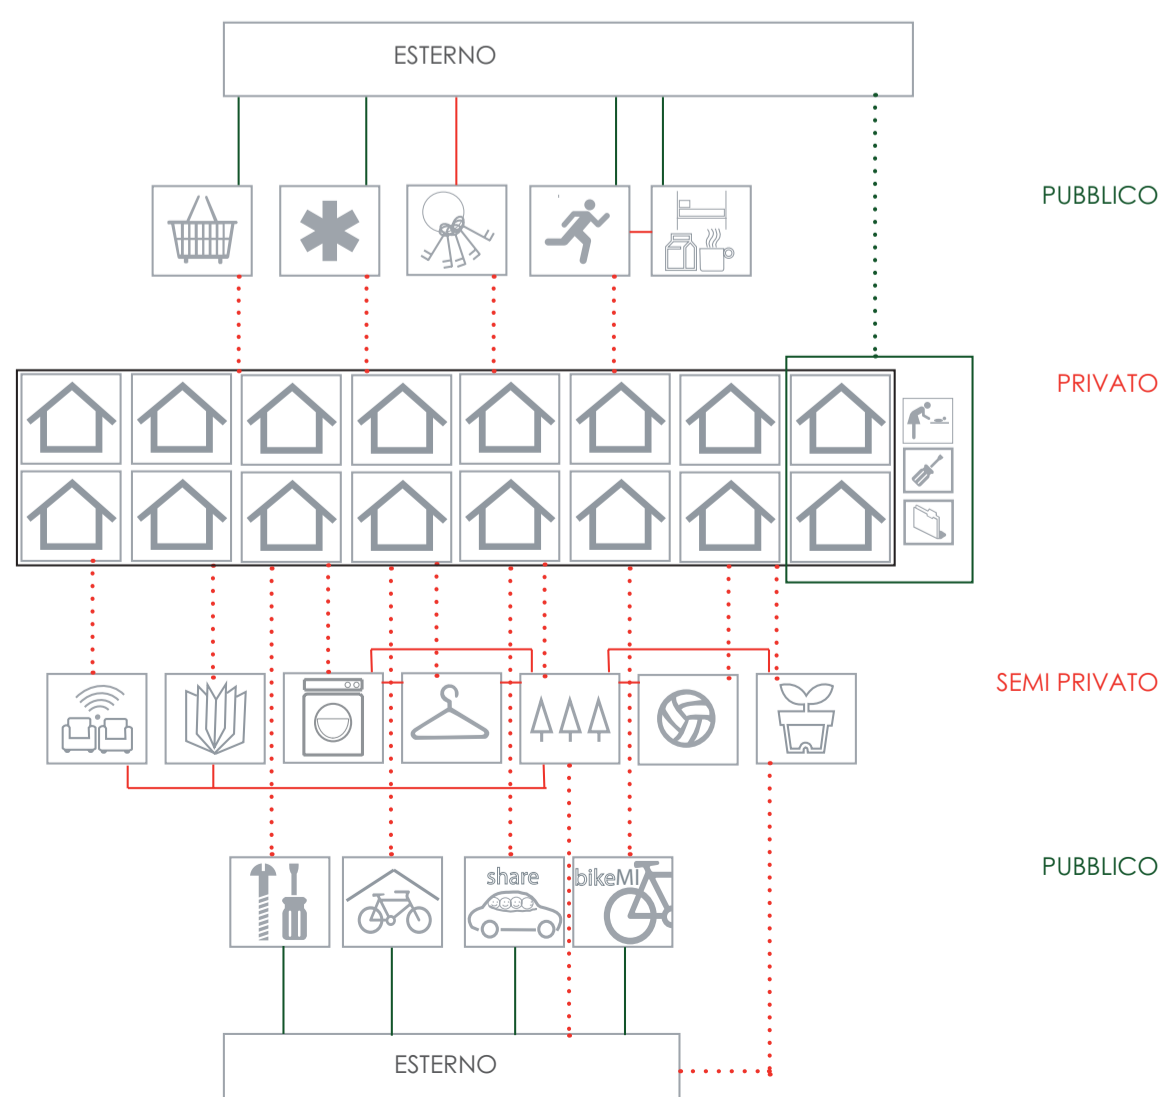 ESTERNO
PUBBLICO
PRIVATO
SEMI PRIVATO
PUBBLICO
share
bikeMI
ESTERNO